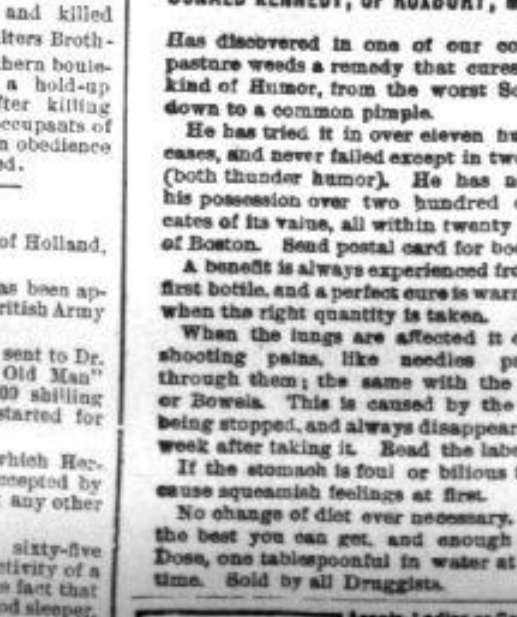 and killed
lters Broth-
hern boule-
a hold-up
fter killing
ccupants of
n obedience
ed.
of Holland,
as been ap-
ritish Army
sent to Dr.
Old Man"
00 shilling
started for
which Her-
ccepted by
any other
sixty-five
ctivity of a
e fact that
od sleeper.
DONALD KENNEDY, OF ROXBURY, M
Has discovered in one of our co
pasture weeds a remedy that cures
kind of Humor, from the worst Sc
down to a common pimple.
He has tried it in over eleven hu
cases, and never failed except in two
(both thunder humor). He has n
his possession over two hundred c
cates of its value, all within twenty
of Boston. Send postal card for boo
A benefit is always experienced fro
first bottle, and a perfect cure is warr
when the right quantity is taken.
When the lungs are affected it c
shooting pains, like needles pa
through them; the same with the
or Bowels. This is caused by the
being stopped, and always disappear
week after taking it. Read the labe
If the stomach is foul or bilious
cause squeamish feelings at first.
No change of diet ever necessary.
the best you can get, and enough
Dose, one tablespoonful in water at
time. Sold by all Druggists.